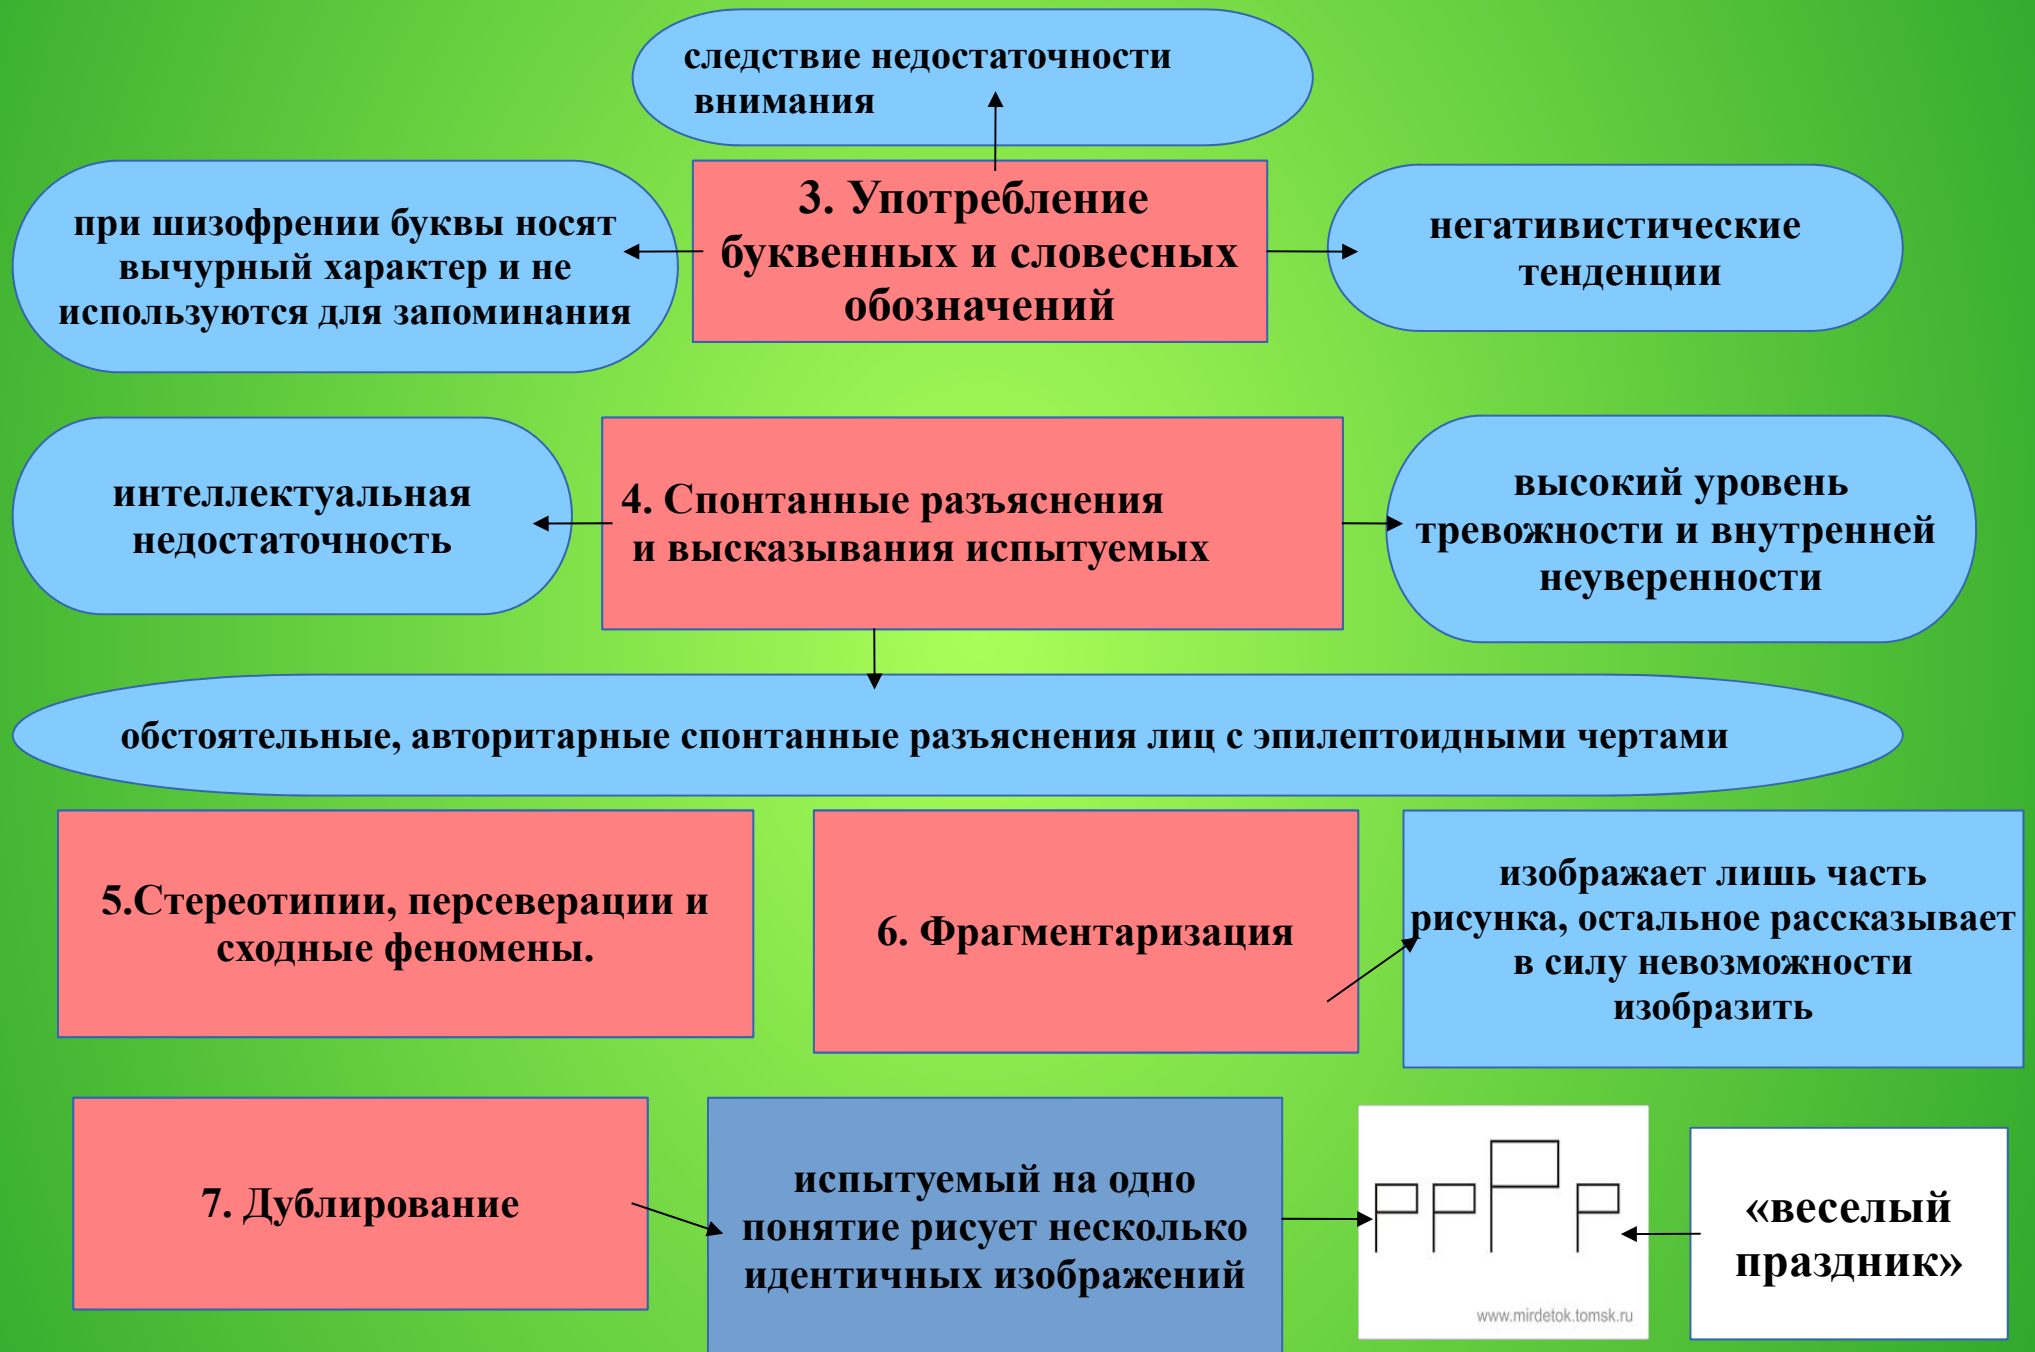 следствие недостаточности
внимания
при шизофрении буквы носят
вычурный характер и не
используются для запоминания
3. Употребление
буквенных и словесных
обозначений
негативистические
тенденции
интеллектуальная
недостаточность
4. Спонтанные разъяснения
и высказывания испытуемых
высокий уровень
тревожности и внутренней
неуверенности
обстоятельные, авторитарные спонтанные разъяснения лиц с эпилептоидными чертами
5.Стереотипии, персеверации и
сходные феномены.
6. Фрагментаризация
изображает лишь часть
рисунка, остальное рассказывает
в силу невозможности
изобразить
7. Дублирование
испытуемый на одно
понятие рисует несколько
идентичных изображений
www.mirdetok.tomsk.ru
«веселый
праздник»